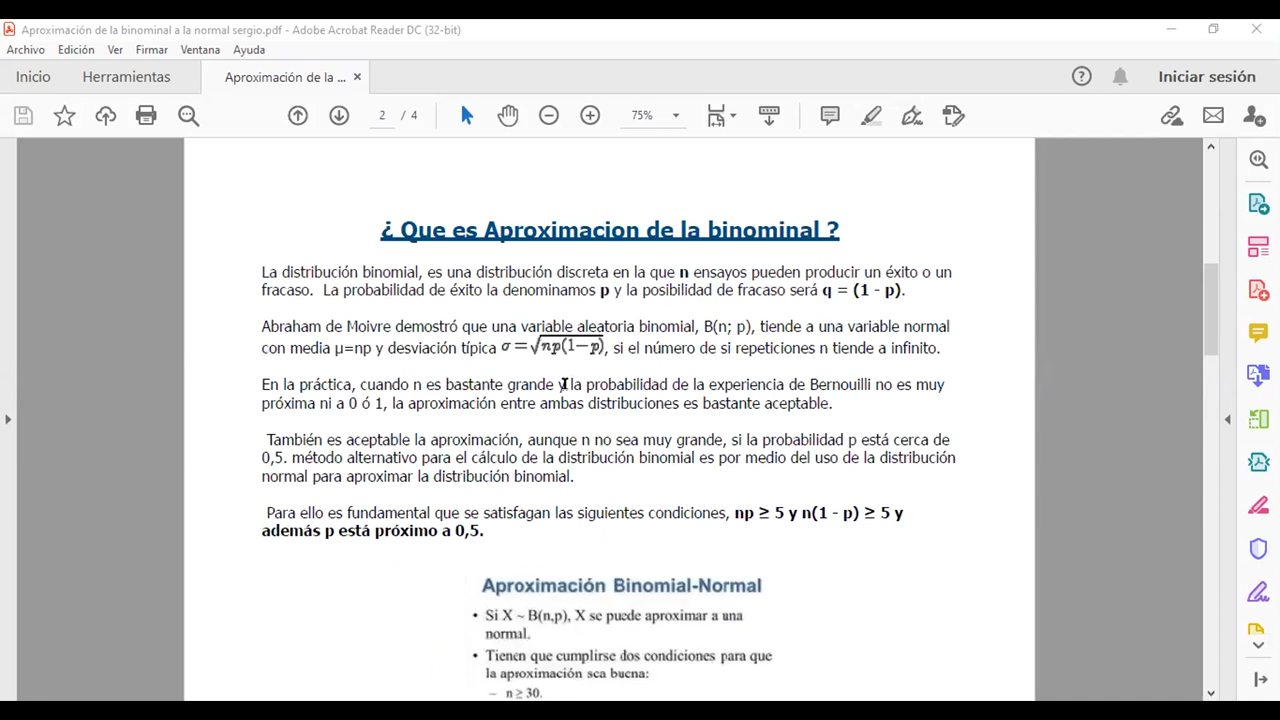 Aproximación de la binominal a la normal sergio.pdf - Adobe Acrobat Reader DC (32-bit)
Archivo Edición Ver Firmar Ventana Ayuda
Inicio Herramientas Aproximación de la ... × Iniciar sesión
2 / 4 75%
¿ Que es Aproximacion de la binominal ?
La distribución binomial, es una distribución discreta en la que n ensayos pueden producir un éxito o un
fracaso. La probabilidad de éxito la denominamos p y la posibilidad de fracaso será q = (1 - p).
Abraham de Moivre demostró que una variable aleatoria binomial, B(n; p), tiende a una variable normal
con media μ=np y desviación típica σ = √np(1−p), si el número de si repeticiones n tiende a infinito.
En la práctica, cuando n es bastante grande y la probabilidad de la experiencia de Bernouilli no es muy
próxima ni a 0 ó 1, la aproximación entre ambas distribuciones es bastante aceptable.
También es aceptable la aproximación, aunque n no sea muy grande, si la probabilidad p está cerca de
0,5. método alternativo para el cálculo de la distribución binomial es por medio del uso de la distribución
normal para aproximar la distribución binomial.
Para ello es fundamental que se satisfagan las siguientes condiciones, np ≥ 5 y n(1 - p) ≥ 5 y
además p está próximo a 0,5.
Aproximación Binomial-Normal
• Si X ~ B(n,p), X se puede aproximar a una
normal.
• Tienen que cumplirse dos condiciones para que
la aproximación sea buena:
– n ≥ 30.